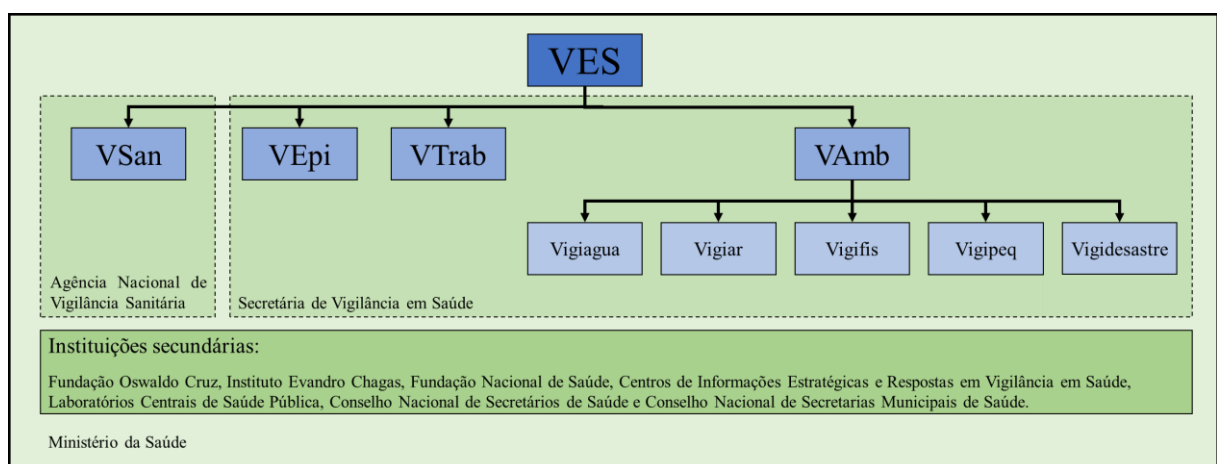 VES
VSan
VEpi
VTrab
VAmb
Vigiagua
Vigiar
Vigifis
Vigipeq
Vigidesastre
Agência Nacional de
Vigilância Sanitária
Secretária de Vigilância em Saúde
Instituições secundárias:
Fundação Oswaldo Cruz, Instituto Evandro Chagas, Fundação Nacional de Saúde, Centros de Informações Estratégicas e Respostas em Vigilância em Saúde,
Laboratórios Centrais de Saúde Pública, Conselho Nacional de Secretários de Saúde e Conselho Nacional de Secretarias Municipais de Saúde.
Ministério da Saúde